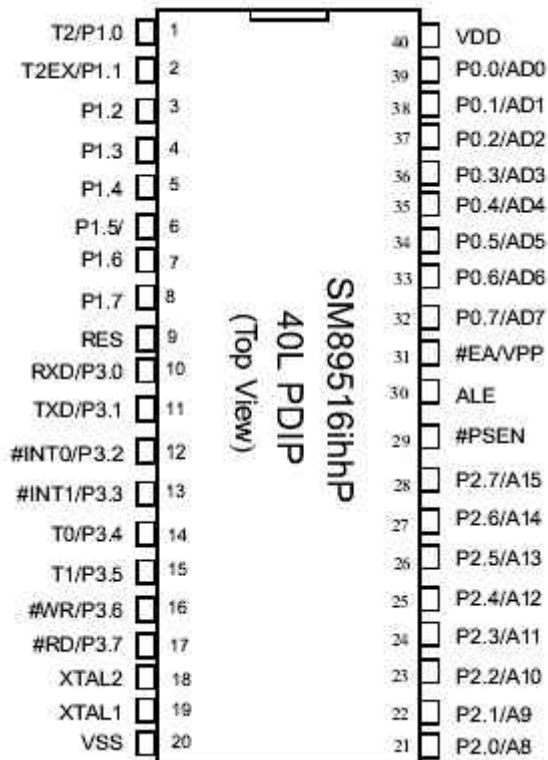 T2/P1.0 1
T2EX/P1.1 2
P1.2 3
P1.3 4
P1.4 5
P1.5/ 6
P1.6 7
P1.7 8
RES 9
RXD/P3.0 10
TXD/P3.1 11
#INT0/P3.2 12
#INT1/P3.3 13
T0/P3.4 14
T1/P3.5 15
#WR/P3.6 16
#RD/P3.7 17
XTAL2 18
XTAL1 19
VSS 20
SM89516ihhP
40L PDIP
(Top View)
40 VDD
39 P0.0/AD0
38 P0.1/AD1
37 P0.2/AD2
36 P0.3/AD3
35 P0.4/AD4
34 P0.5/AD5
33 P0.6/AD6
32 P0.7/AD7
31 #EA/VPP
30 ALE
29 #PSEN
28 P2.7/A15
27 P2.6/A14
26 P2.5/A13
25 P2.4/A12
24 P2.3/A11
23 P2.2/A10
22 P2.1/A9
21 P2.0/A8